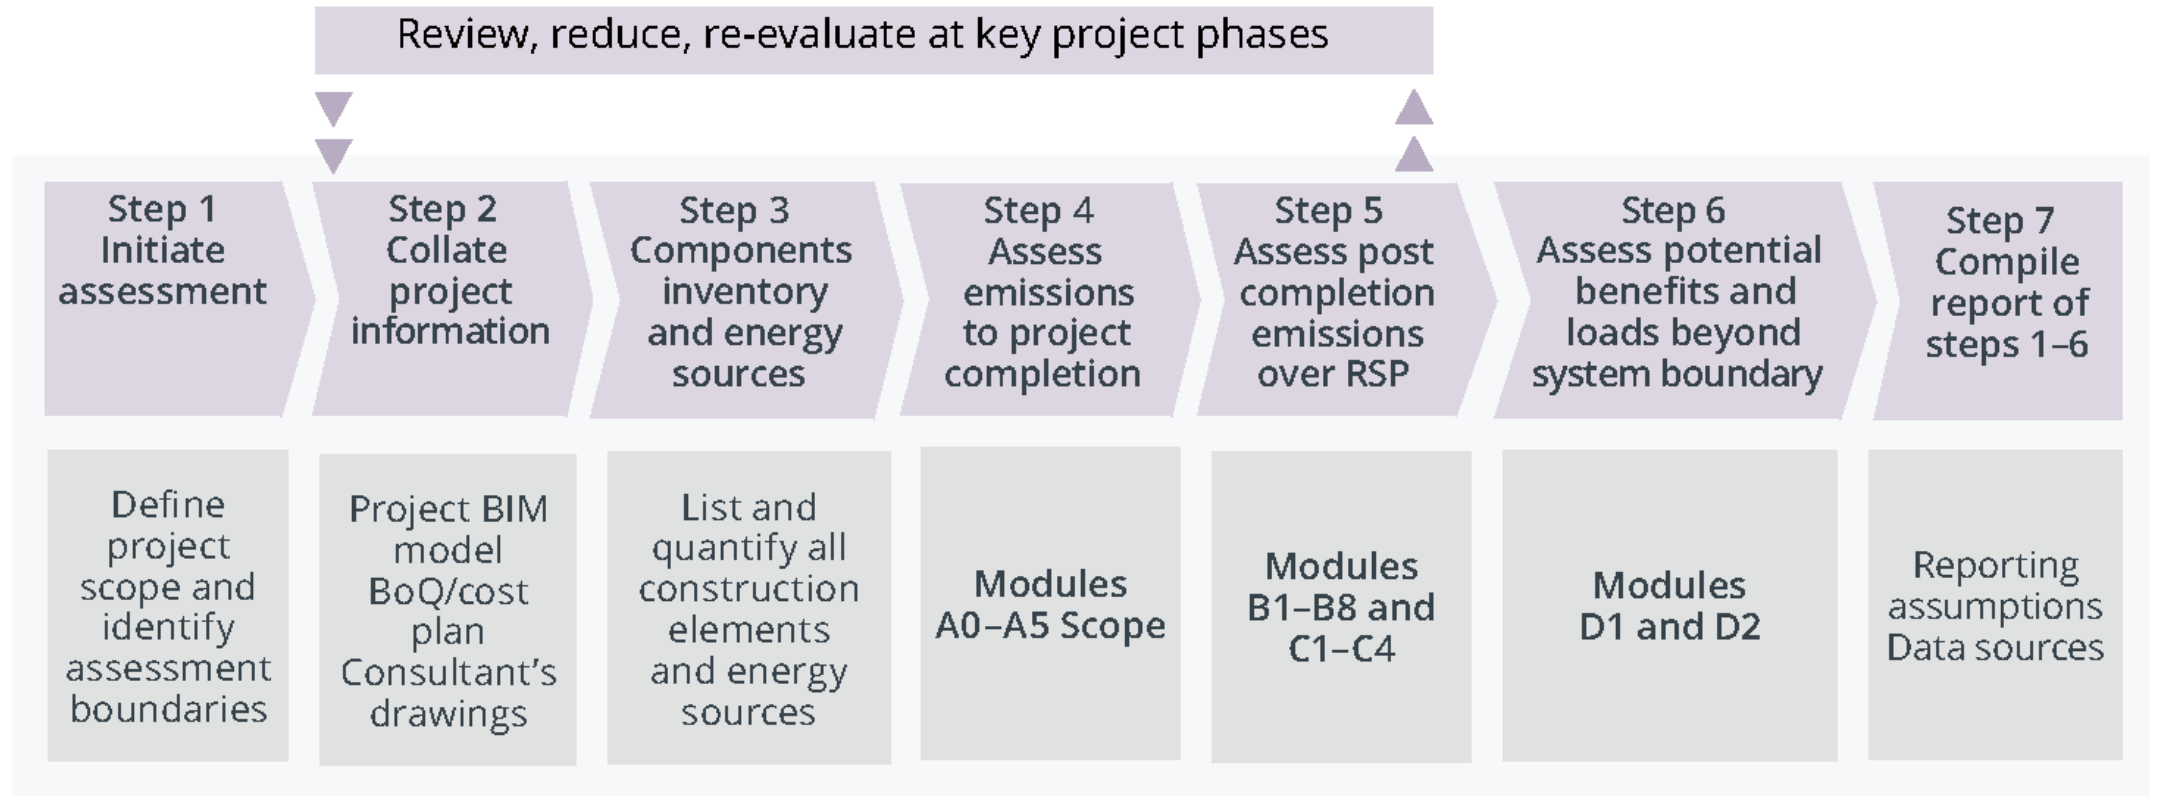 Review, reduce, re-evaluate at key project phases
Step 1
Initiate
assessment
Step 2
Collate
project
information
Step 3
Components
inventory
and energy
sources
Step 4
Assess
emissions
to project
completion
Step 5
Assess post
completion
emissions
over RSP
Step 6
Assess potential
benefits and
loads beyond
system boundary
Step 7
Compile
report of
steps 1–6
Define
project
scope and
identify
assessment
boundaries
Project BIM
model
BoQ/cost
plan
Consultant’s
drawings
List and
quantify all
construction
elements
and energy
sources
Modules
A0–A5 Scope
Modules
B1–B8 and
C1–C4
Modules
D1 and D2
Reporting
assumptions
Data sources